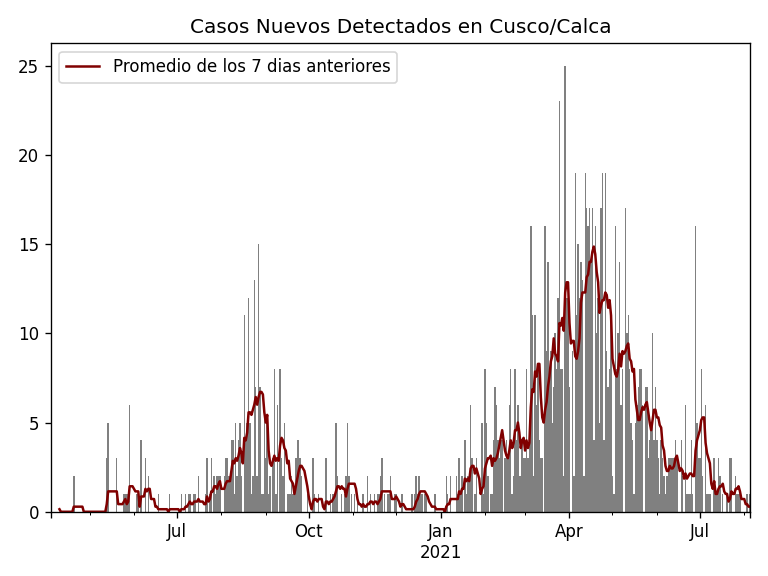 Casos Nuevos Detectados en Cusco/Calca
Promedio de los 7 dias anteriores
25
20
15
10
5
0
Jul
Oct
Jan
2021
Apr
Jul